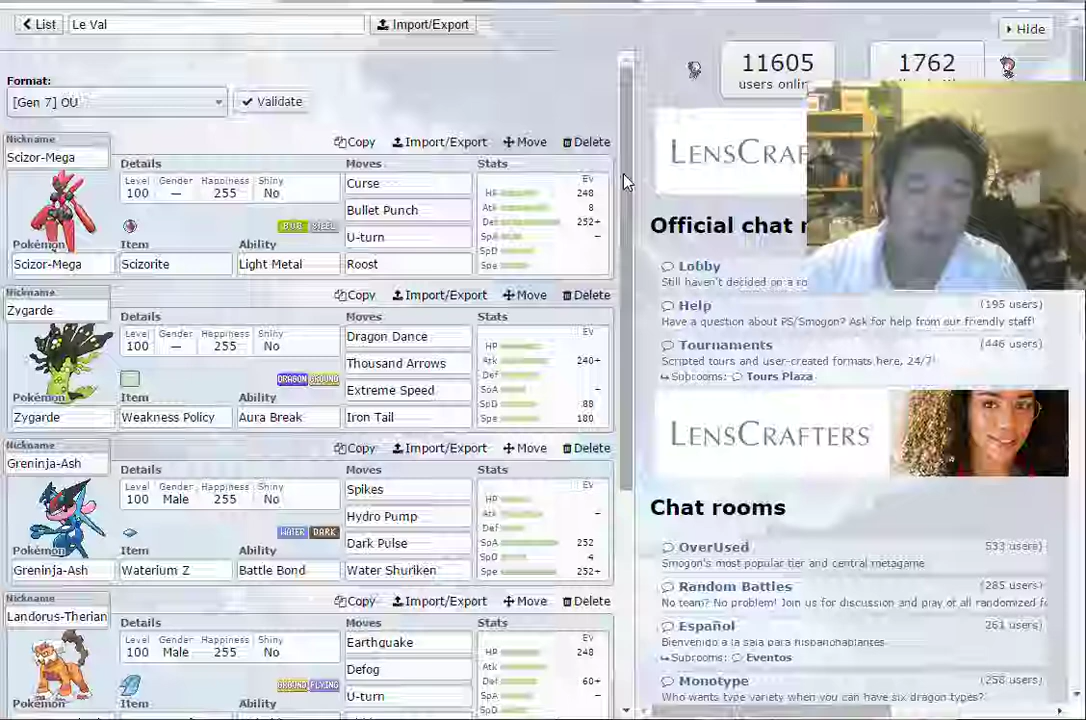 List
Le Val
Import/Export
Hide
11605
users onlin
1762
Format:
[Gen 7] OU
Validate
Copy Import/Export Move Delete
Nickname
Scizor-Mega
Details
Level Gender Happiness Shiny
100 — 255 No
BUG STEEL
Pokémon Item Ability
Scizor-Mega Scizorite Light Metal
Moves
Curse
Bullet Punch
U-turn
Roost
Stats
EV
HP 248
Atk 8
Def 252+
SpA –
SpD
Spe
Copy Import/Export Move Delete
Nickname
Zygarde
Details
Level Gender Happiness Shiny
100 — 255 No
DRAGON GROUND
Pokémon Item Ability
Zygarde Weakness Policy Aura Break
Moves
Dragon Dance
Thousand Arrows
Extreme Speed
Iron Tail
Stats
EV
HP
Atk 240+
Def
SpA –
SpD 88
Spe 180
Copy Import/Export Move Delete
Nickname
Greninja-Ash
Details
Level Gender Happiness Shiny
100 Male 255 No
WATER DARK
Pokémon Item Ability
Greninja-Ash Waterium Z Battle Bond
Moves
Spikes
Hydro Pump
Dark Pulse
Water Shuriken
Stats
EV
HP
Atk –
Def
SpA 252
SpD 4
Spe 252+
Copy Import/Export Move Delete
Nickname
Landorus-Therian
Details
Level Gender Happiness Shiny
100 Male 255 No
GROUND FLYING
Pokémon Item Ability
Moves
Earthquake
Defog
U-turn
Stats
EV
HP 248
Atk
Def 60+
SpA –
SpD
LENSCRAF
Official chat r
Lobby
Still haven't decided on a ro
Help (195 users)
Have a question about PS/Smogon? Ask for help from our friendly staff!
Tournaments (446 users)
Scripted tours and user-created formats here, 24/7!
Subrooms: Tours Plaza
LENSCRAFTERS
Chat rooms
OverUsed 533 users)
Smogon's most popular tier and central metagame
Random Battles (285 users)
No team? No problem! Join us for discussion and play of all randomized fo
Español 261 users)
Bienvenido a la sala para hispanohablantes
Subrooms: Eventos
Monotype (258 users)
Who wants type variety when you can have six dragon types?